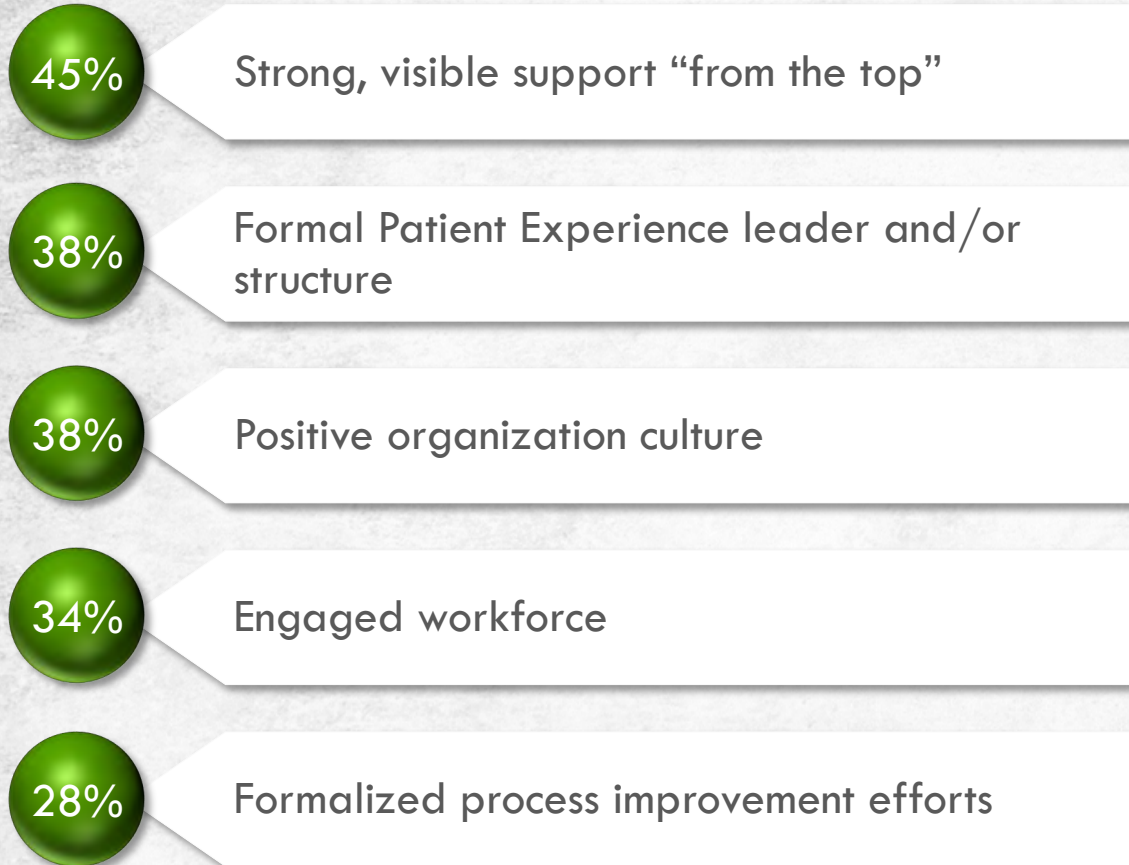 45%
Strong, visible support “from the top”
38%
Formal Patient Experience leader and/or
structure
38%
Positive organization culture
34%
Engaged workforce
28%
Formalized process improvement efforts